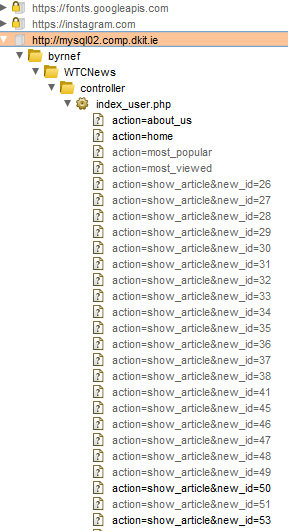 https://fonts.googleapis.com
https://instagram.com
http://mysql02.comp.dkit.ie
byrnef
WTCNews
controller
index_user.php
action=about_us
action=home
action=most_popular
action=most_viewed
action=show_article&new_id=26
action=show_article&new_id=27
action=show_article&new_id=28
action=show_article&new_id=29
action=show_article&new_id=30
action=show_article&new_id=31
action=show_article&new_id=32
action=show_article&new_id=33
action=show_article&new_id=34
action=show_article&new_id=35
action=show_article&new_id=36
action=show_article&new_id=37
action=show_article&new_id=38
action=show_article&new_id=41
action=show_article&new_id=45
action=show_article&new_id=46
action=show_article&new_id=47
action=show_article&new_id=48
action=show_article&new_id=49
action=show_article&new_id=50
action=show_article&new_id=51
action=show_article&new_id=53